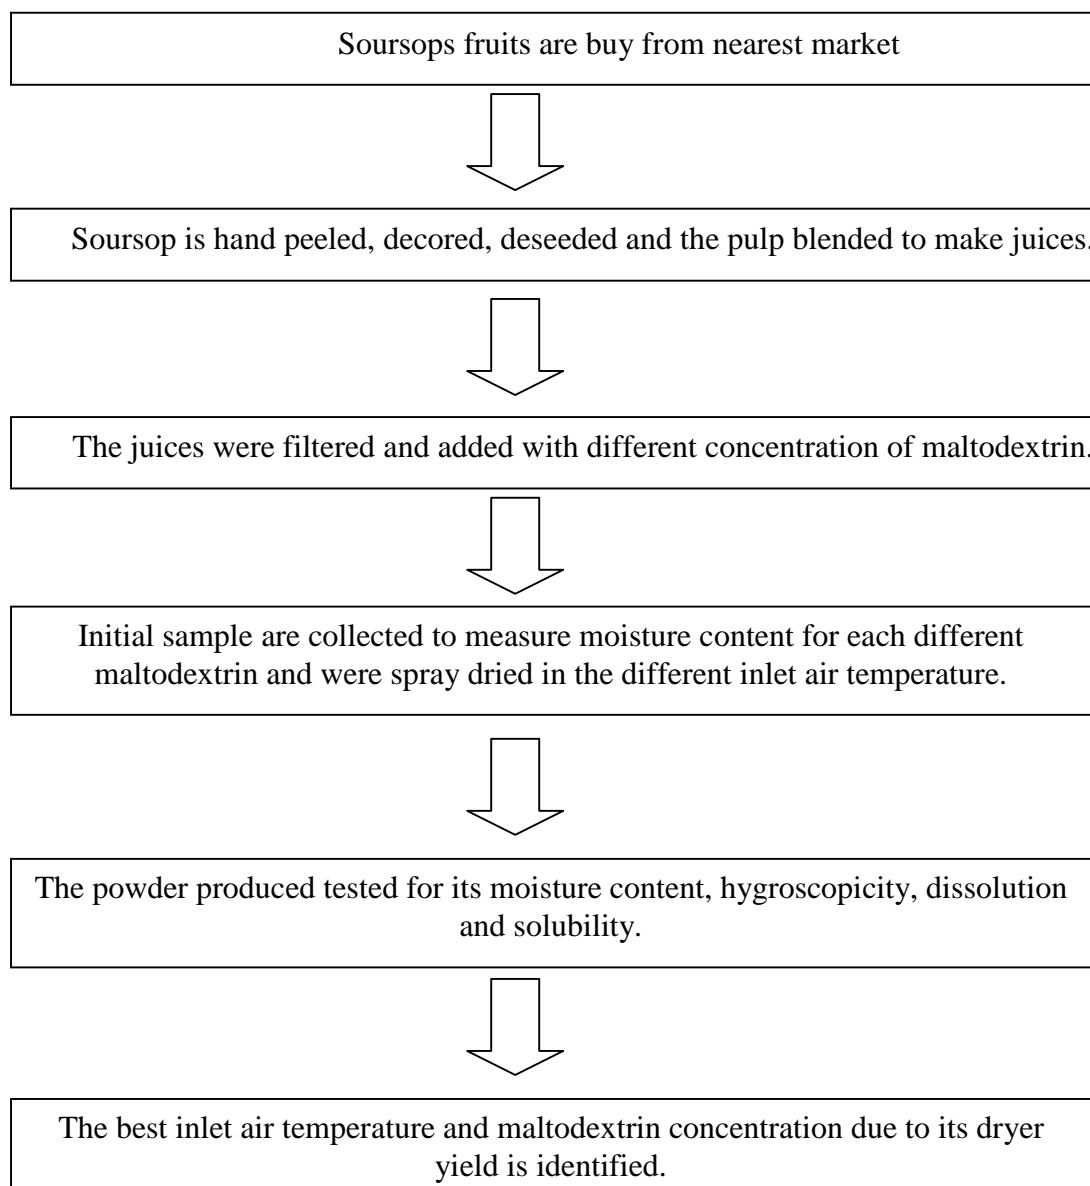 Soursops fruits are buy from nearest market
Soursop is hand peeled, decored, deseeded and the pulp blended to make juices.
The juices were filtered and added with different concentration of maltodextrin.
Initial sample are collected to measure moisture content for each different
maltodextrin and were spray dried in the different inlet air temperature.
The powder produced tested for its moisture content, hygroscopicity, dissolution
and solubility.
The best inlet air temperature and maltodextrin concentration due to its dryer
yield is identified.